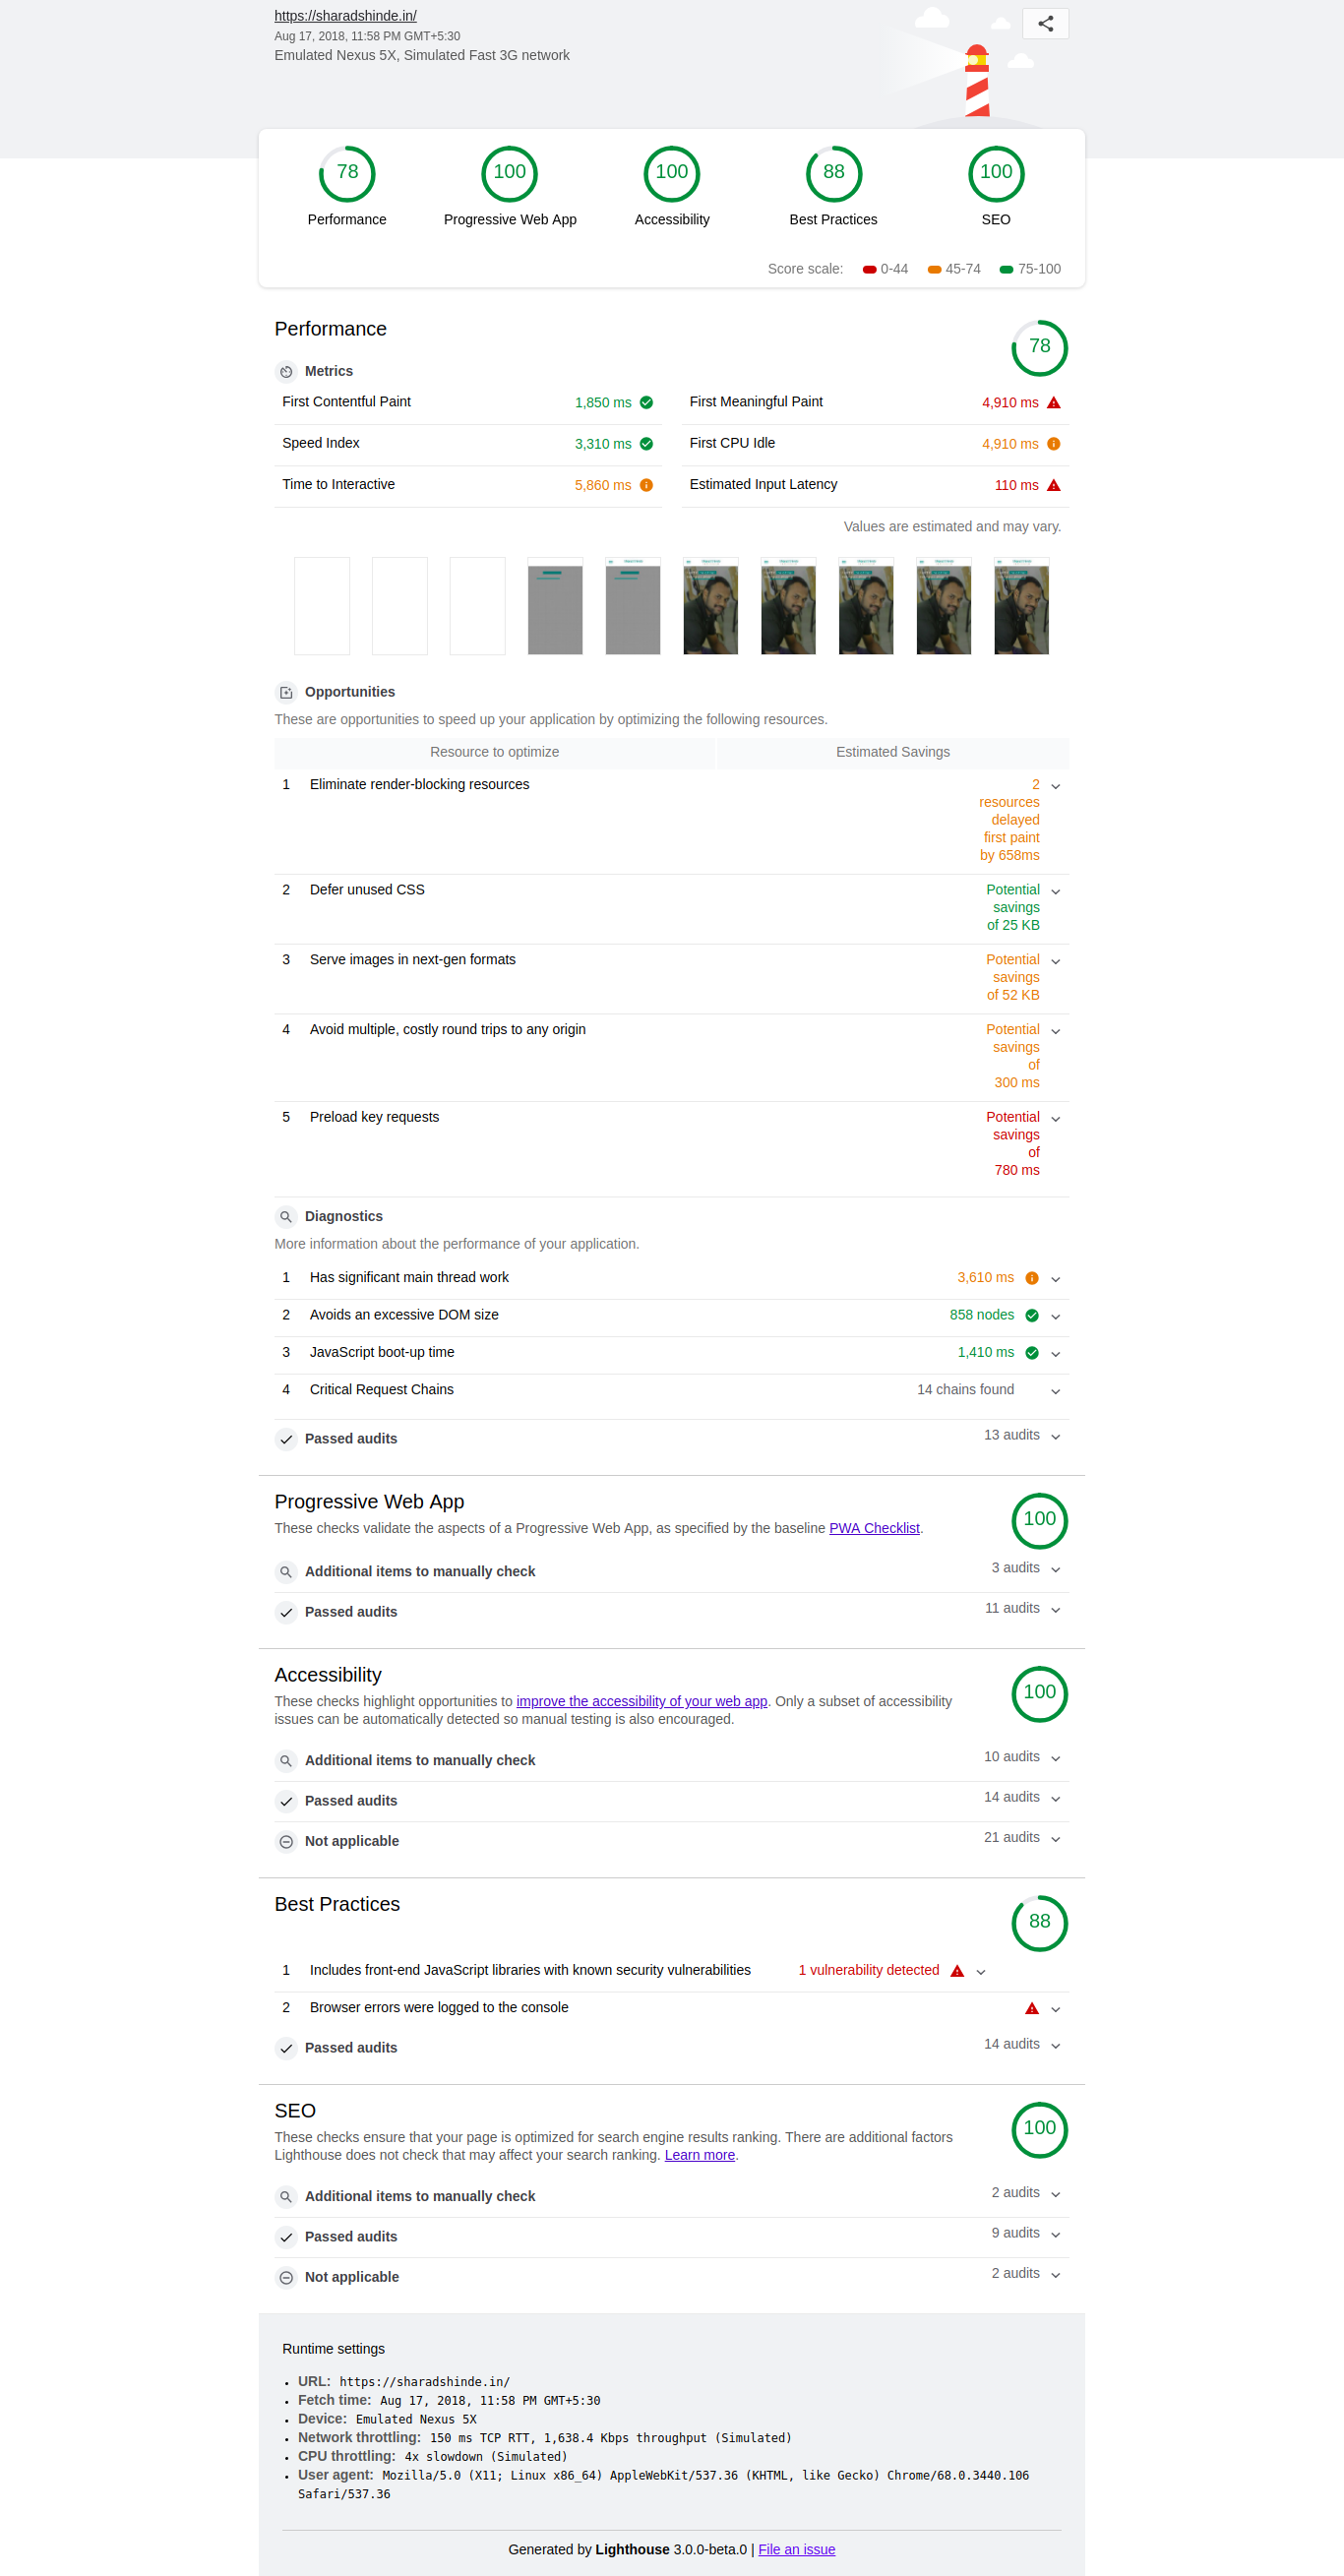 https://sharadshinde.in/
Aug 17, 2018, 11:58 PM GMT+5:30
Emulated Nexus 5X, Simulated Fast 3G network
78 100 100 88 100
Performance Progressive Web App Accessibility Best Practices SEO
Score scale: 0-44 45-74 75-100
Performance
78
Metrics
First Contentful Paint 1,850 ms First Meaningful Paint 4,910 ms
Speed Index 3,310 ms First CPU Idle 4,910 ms
Time to Interactive 5,860 ms Estimated Input Latency 110 ms
Values are estimated and may vary.
Opportunities
These are opportunities to speed up your application by optimizing the following resources.
Resource to optimize Estimated Savings
1 Eliminate render-blocking resources 2
resources
delayed
first paint
by 658ms
2 Defer unused CSS Potential
savings
of 25 KB
3 Serve images in next-gen formats Potential
savings
of 52 KB
4 Avoid multiple, costly round trips to any origin Potential
savings
of
300 ms
5 Preload key requests Potential
savings
of
780 ms
Diagnostics
More information about the performance of your application.
1 Has significant main thread work 3,610 ms
2 Avoids an excessive DOM size 858 nodes
3 JavaScript boot-up time 1,410 ms
4 Critical Request Chains 14 chains found
Passed audits 13 audits
Progressive Web App
100
These checks validate the aspects of a Progressive Web App, as specified by the baseline PWA Checklist.
Additional items to manually check 3 audits
Passed audits 11 audits
Accessibility
100
These checks highlight opportunities to improve the accessibility of your web app. Only a subset of accessibility
issues can be automatically detected so manual testing is also encouraged.
Additional items to manually check 10 audits
Passed audits 14 audits
Not applicable 21 audits
Best Practices
88
1 Includes front-end JavaScript libraries with known security vulnerabilities 1 vulnerability detected
2 Browser errors were logged to the console
Passed audits 14 audits
SEO
100
These checks ensure that your page is optimized for search engine results ranking. There are additional factors
Lighthouse does not check that may affect your search ranking. Learn more.
Additional items to manually check 2 audits
Passed audits 9 audits
Not applicable 2 audits
Runtime settings
URL: https://sharadshinde.in/
Fetch time: Aug 17, 2018, 11:58 PM GMT+5:30
Device: Emulated Nexus 5X
Network throttling: 150 ms TCP RTT, 1,638.4 Kbps throughput (Simulated)
CPU throttling: 4x slowdown (Simulated)
User agent: Mozilla/5.0 (X11; Linux x86_64) AppleWebKit/537.36 (KHTML, like Gecko) Chrome/68.0.3440.106
Safari/537.36
Generated by Lighthouse 3.0.0-beta.0 | File an issue